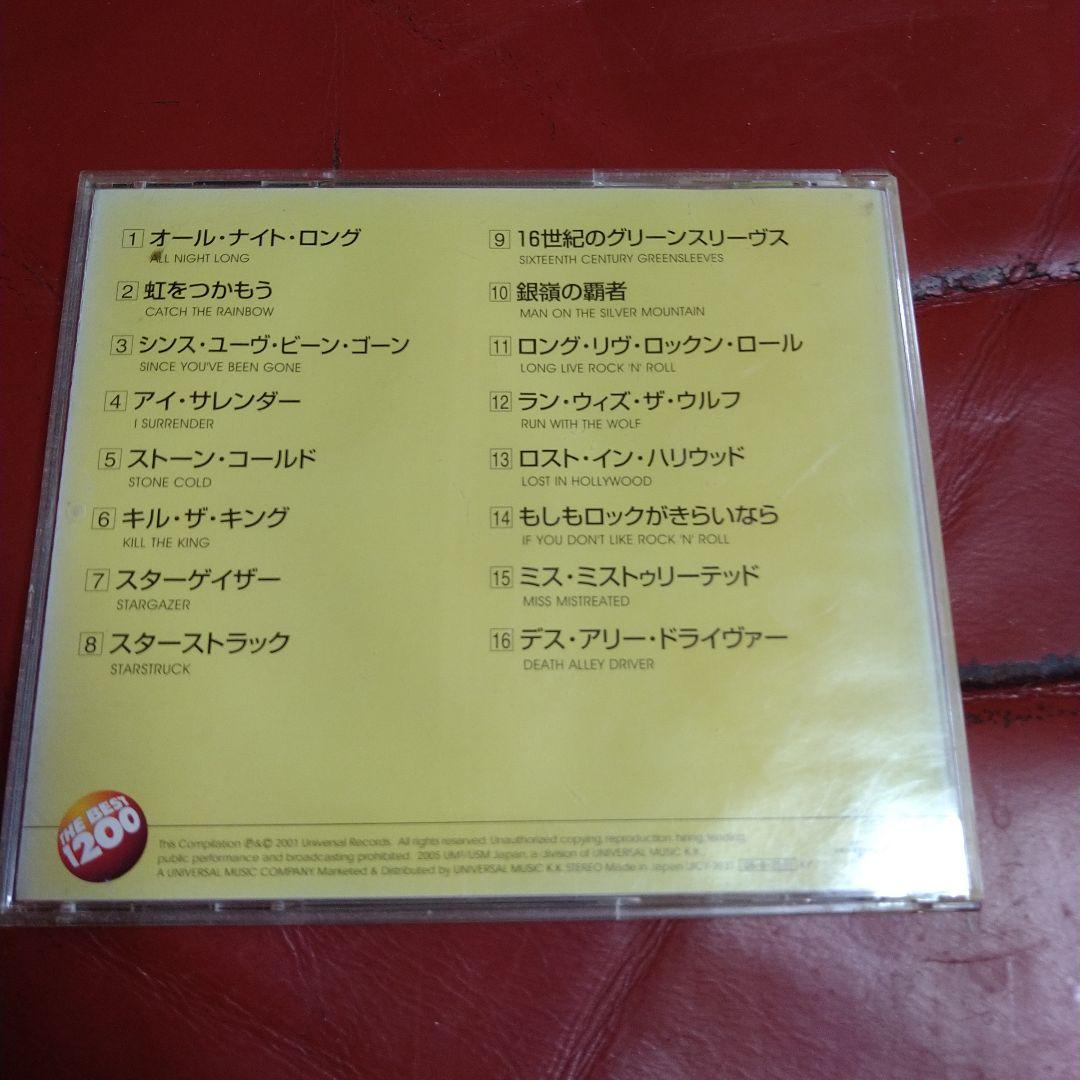 1 オール・ナイト・ロング
ALL NIGHT LONG
2 虹をつかもう
CATCH THE RAINBOW
3 シンス・ユーヴ・ビーン・ゴーン
SINCE YOU'VE BEEN GONE
4 アイ・サレンダー
I SURRENDER
5 ストーン・コールド
STONE COLD
6 キル・ザ・キング
KILL THE KING
7 スターゲイザー
STARGAZER
8 スターストラック
STARSTRUCK
9 16世紀のグリーンスリーヴス
SIXTEENTH CENTURY GREENSLEEVES
10 銀嶺の覇者
MAN ON THE SILVER MOUNTAIN
11 ロング・リヴ・ロックン・ロール
LONG LIVE ROCK 'N' ROLL
12 ラン・ウィズ・ザ・ウルフ
RUN WITH THE WOLF
13 ロスト・イン・ハリウッド
LOST IN HOLLYWOOD
14 もしもロックがきらいなら
IF YOU DON'T LIKE ROCK 'N' ROLL
15 ミス・ミストゥリーテッド
MISS MISTREATED
16 デス・アリー・ドライヴァー
DEATH ALLEY DRIVER
THE BEST
1200
This Compilation ℗&© 2001 Universal Records. All rights reserved. Unauthorized copying, reproduction, hiring, lending,
public performance and broadcasting prohibited. 2005 UMe/USM Japan, a division of UNIVERSAL MUSIC K.K.
A UNIVERSAL MUSIC COMPANY. Marketed & Distributed by UNIVERSAL MUSIC K.K. STEREO Made in Japan